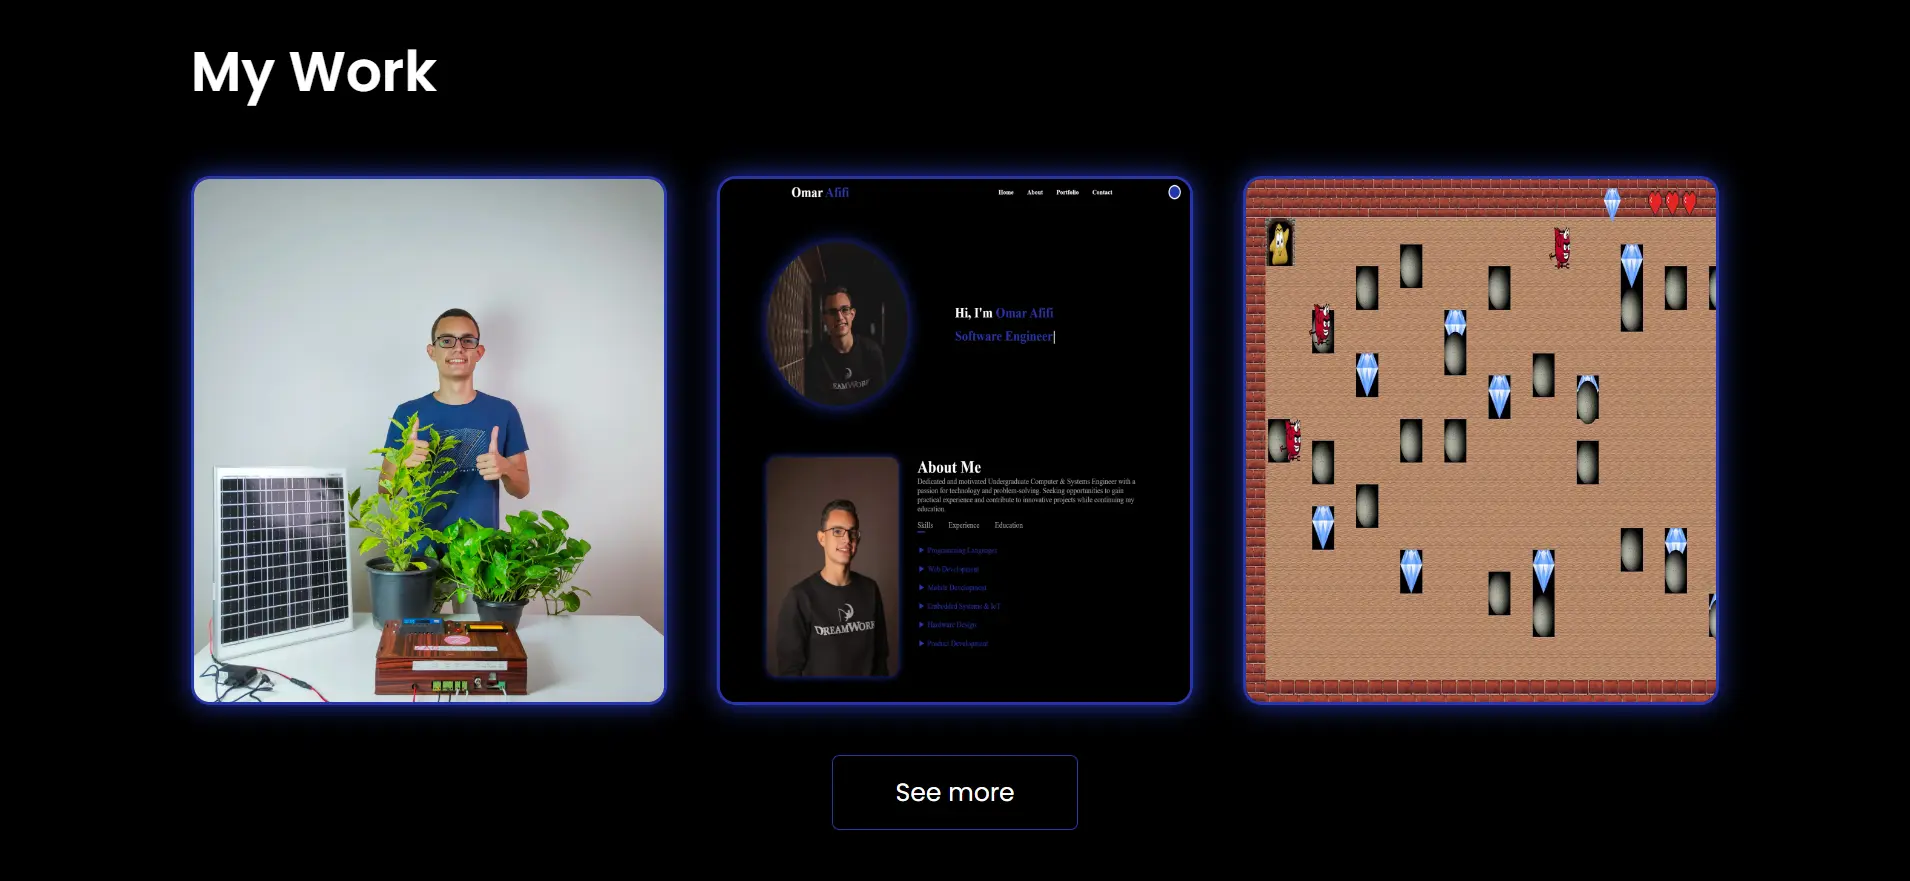 My Work
Omar Afifi
Home About Portfolio Contact
Hi, I'm Omar Afifi
Software Engineer
About Me
Dedicated and motivated Undergraduate Computer & Systems Engineer with a
passion for technology and problem-solving. Seeking opportunities to gain
practical experience and contribute to innovative projects while continuing my
education.
Skills Experience Education
Programming Languages
Web Development
Mobile Development
Embedded Systems & IoT
Hardware Design
Product Development
DREAMWORK
See more